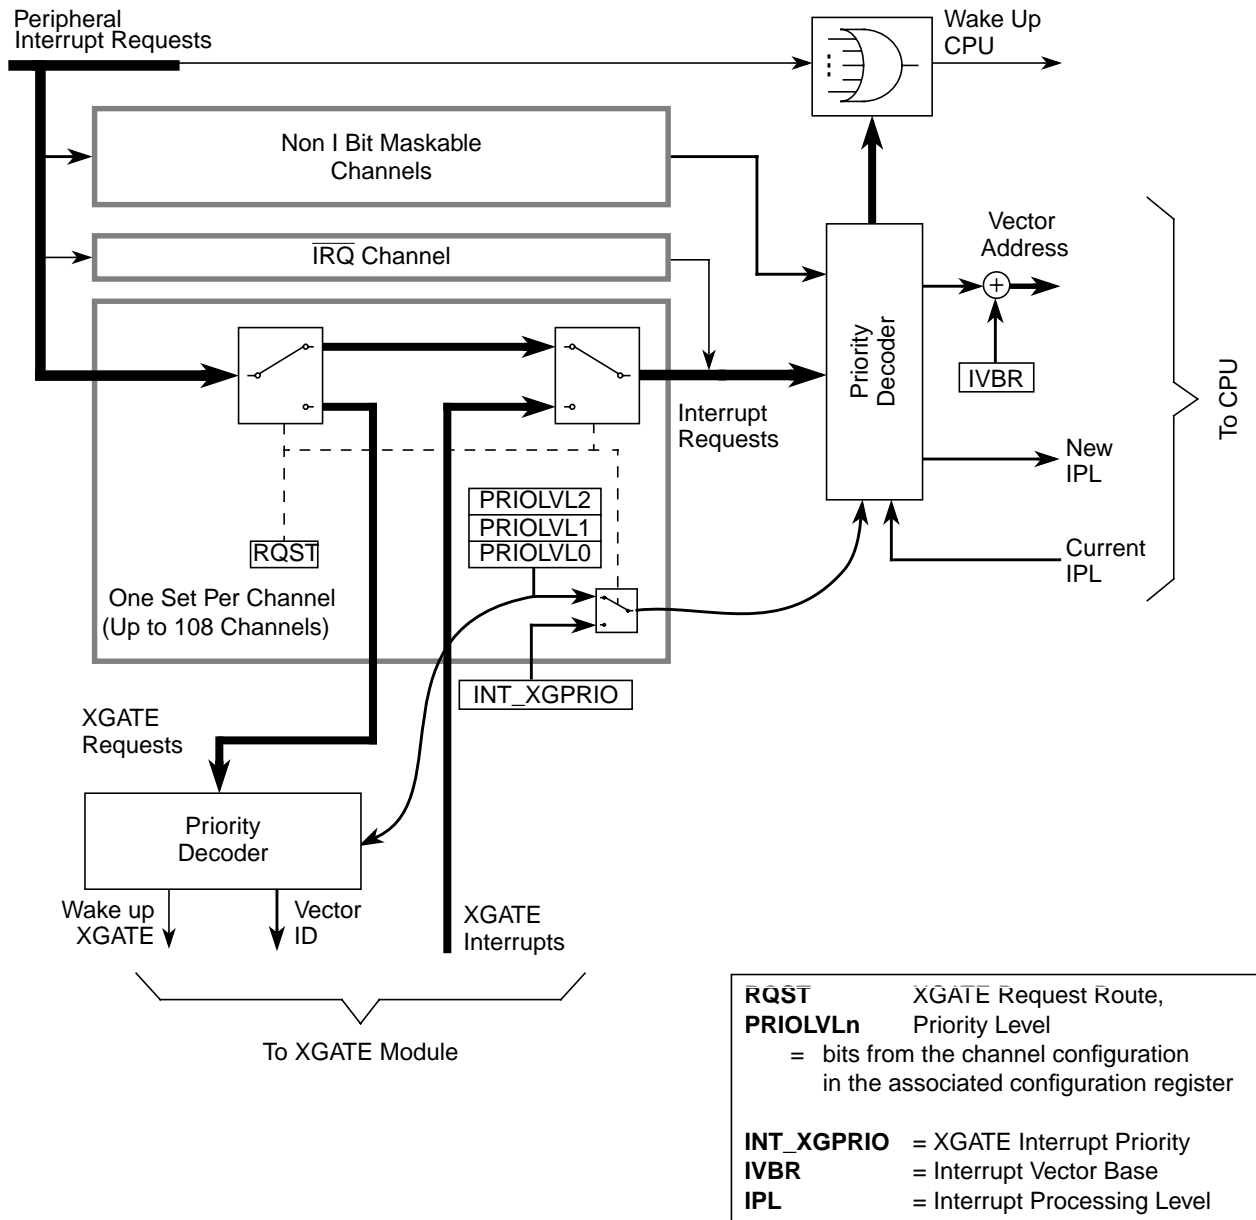 Peripheral
Interrupt Requests
Wake Up
CPU
Non I Bit Maskable
Channels
IRQ Channel
Vector
Address
Priority
Decoder
IVBR
To CPU
Interrupt
Requests
New
IPL
PRIOLVL2
PRIOLVL1
PRIOLVL0
RQST
Current
IPL
One Set Per Channel
(Up to 108 Channels)
INT_XGPRIO
XGATE
Requests
Priority
Decoder
Wake up
XGATE
Vector
ID
XGATE
Interrupts
To XGATE Module
RQST XGATE Request Route,
PRIOLVLn Priority Level
= bits from the channel configuration
in the associated configuration register
INT_XGPRIO = XGATE Interrupt Priority
IVBR = Interrupt Vector Base
IPL = Interrupt Processing Level